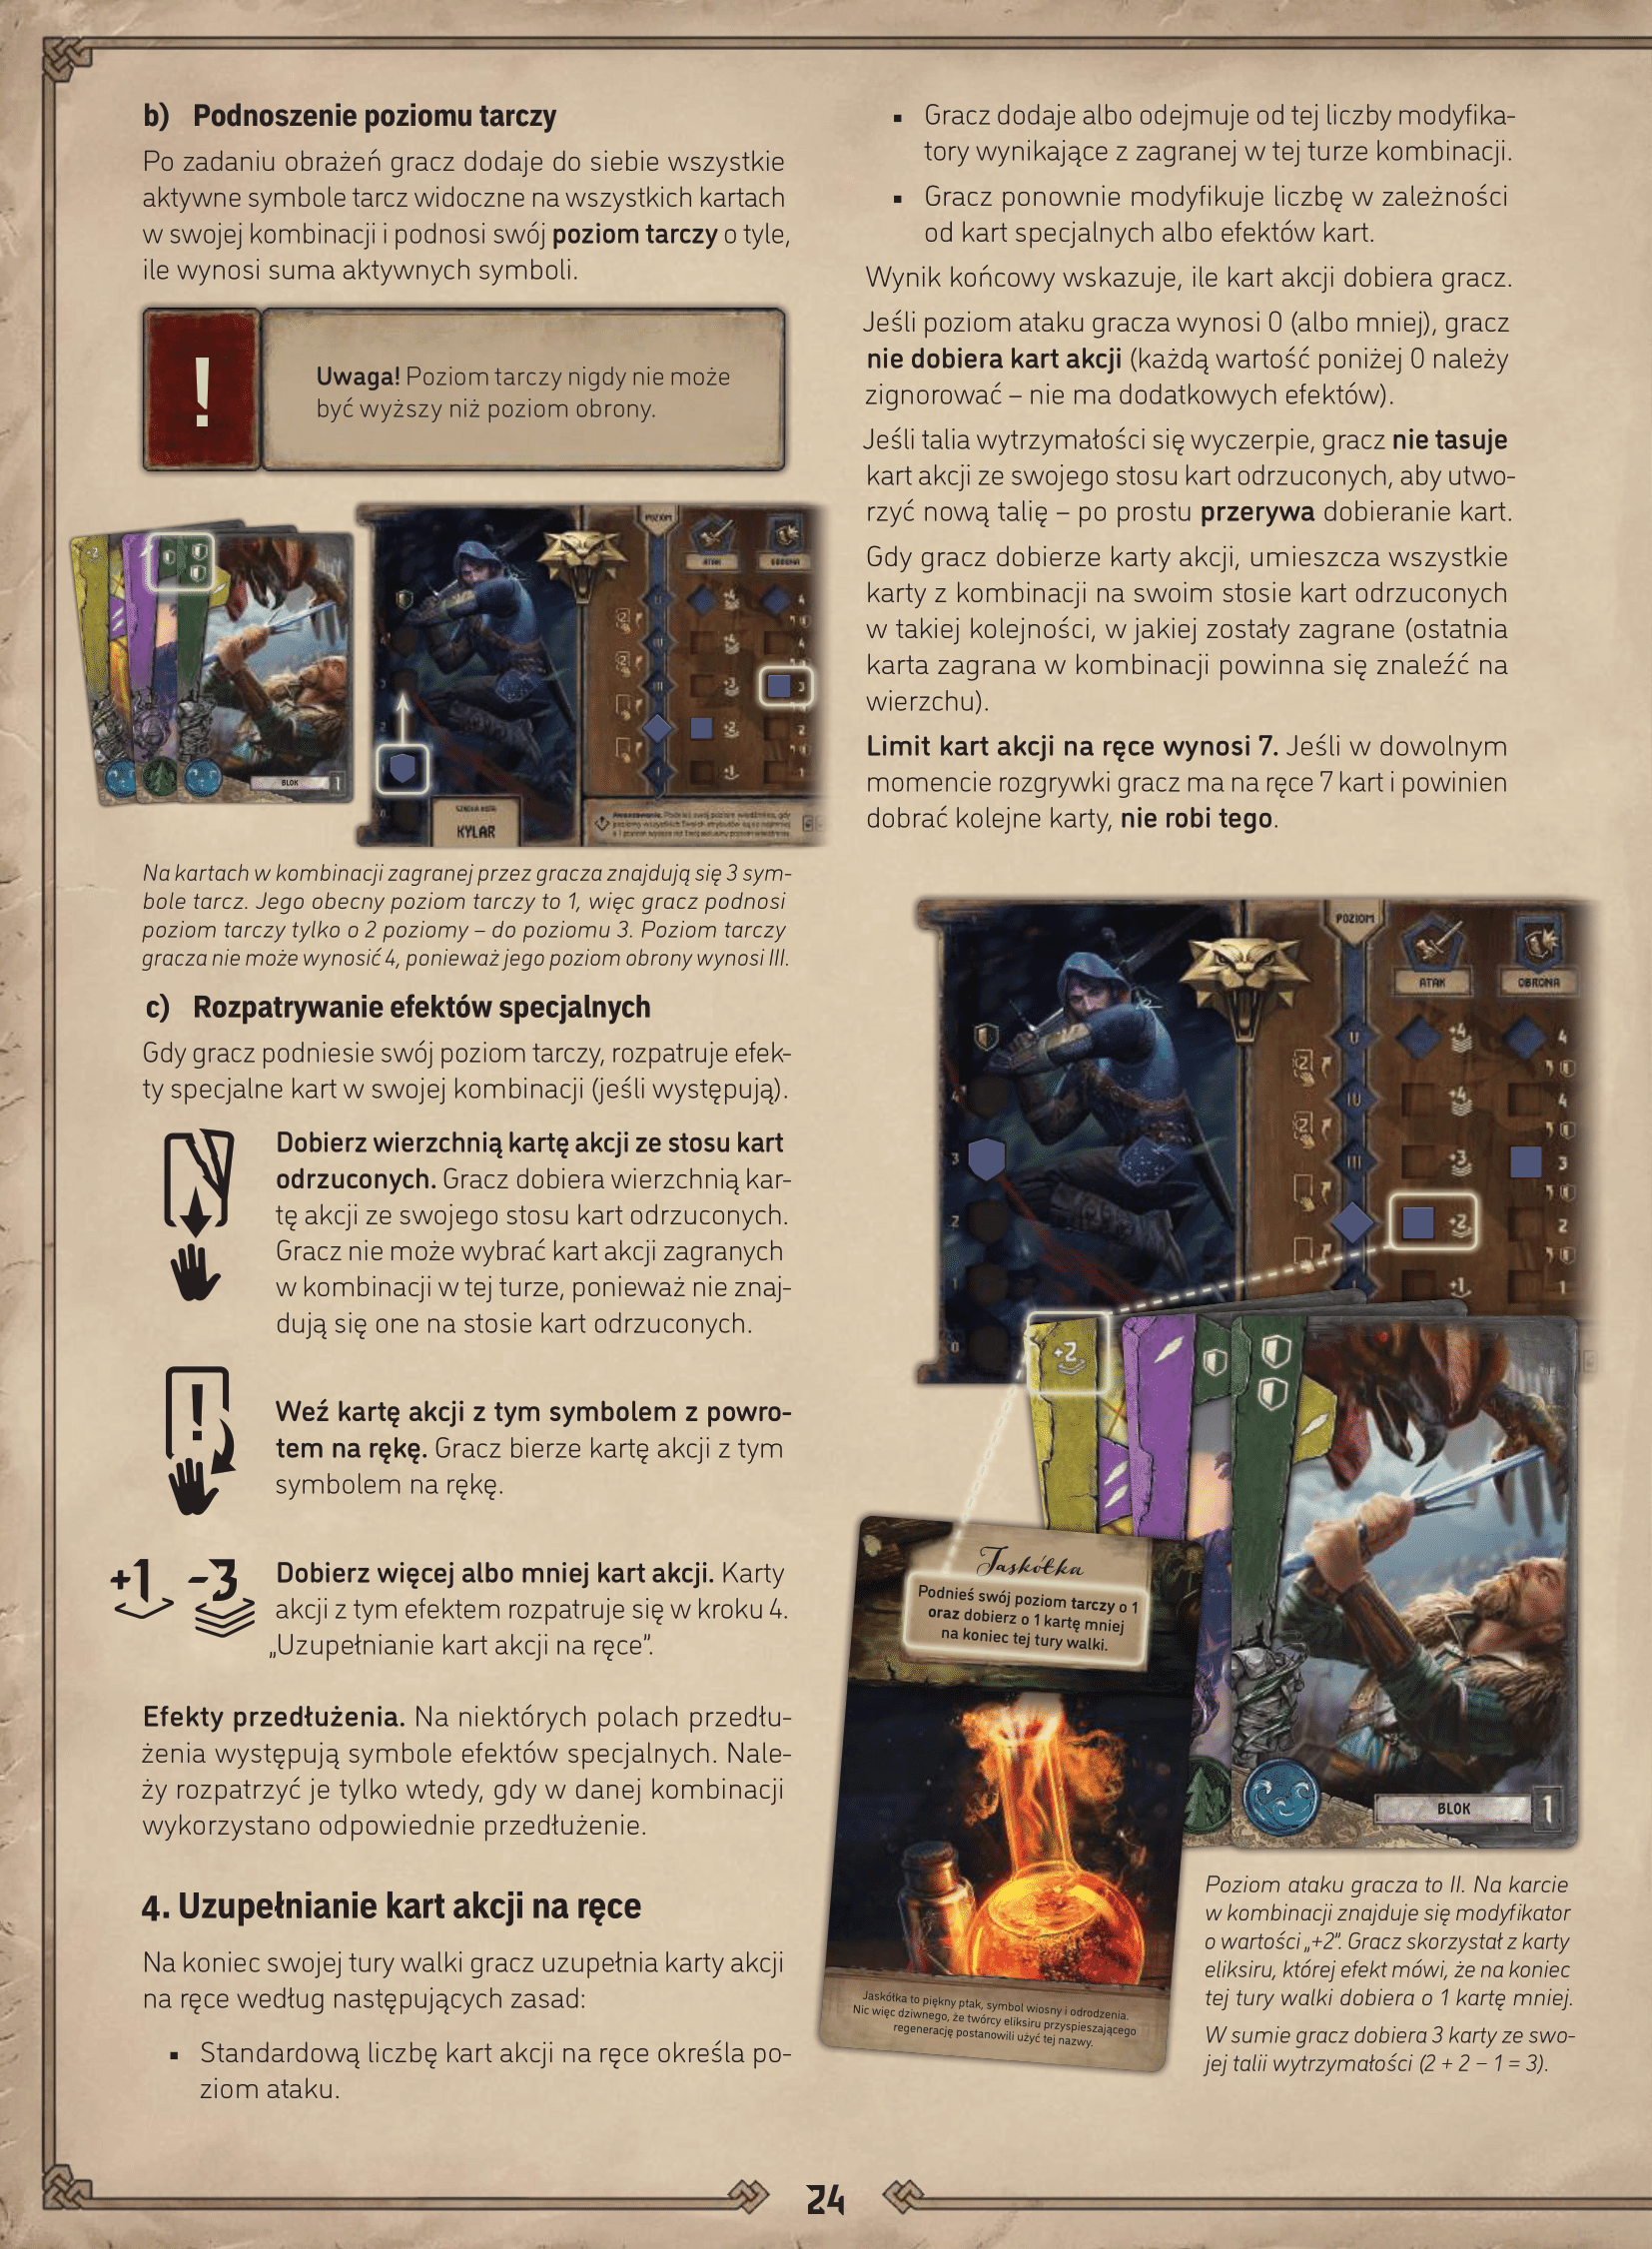 b) Podnoszenie poziomu tarczy
Po zadaniu obrażeń gracz dodaje do siebie wszystkie
aktywne symbole tarcz widoczne na wszystkich kartach
w swojej kombinacji i podnosi swój poziom tarczy o tyle,
ile wynosi suma aktywnych symboli.
!
Uwaga! Poziom tarczy nigdy nie może
być wyższy niż poziom obrony.
+2
BLOK 1
POZIOM
ATAK
OBRONA
KYLAR
Na kartach w kombinacji zagranej przez gracza znajdują się 3 sym-
bole tarcz. Jego obecny poziom tarczy to 1, więc gracz podnosi
poziom tarczy tylko o 2 poziomy – do poziomu 3. Poziom tarczy
gracza nie może wynosić 4, ponieważ jego poziom obrony wynosi III.
c) Rozpatrywanie efektów specjalnych
Gdy gracz podniesie swój poziom tarczy, rozpatruje efek-
ty specjalne kart w swojej kombinacji (jeśli występują).
Dobierz wierzchnią kartę akcji ze stosu kart
odrzuconych. Gracz dobiera wierzchnią kar-
tę akcji ze swojego stosu kart odrzuconych.
Gracz nie może wybrać kart akcji zagranych
w kombinacji w tej turze, ponieważ nie znaj-
dują się one na stosie kart odrzuconych.
!
Weź kartę akcji z tym symbolem z powro-
tem na rękę. Gracz bierze kartę akcji z tym
symbolem na rękę.
+1 -3
Dobierz więcej albo mniej kart akcji. Karty
akcji z tym efektem rozpatruje się w kroku 4.
„Uzupełnianie kart akcji na ręce”.
Efekty przedłużenia. Na niektórych polach przedłu-
żenia występują symbole efektów specjalnych. Nale-
ży rozpatrzyć je tylko wtedy, gdy w danej kombinacji
wykorzystano odpowiednie przedłużenie.
4. Uzupełnianie kart akcji na ręce
Na koniec swojej tury walki gracz uzupełnia karty akcji
na ręce według następujących zasad:
▪ Standardową liczbę kart akcji na ręce określa po-
ziom ataku.
▪ Gracz dodaje albo odejmuje od tej liczby modyfika-
tory wynikające z zagranej w tej turze kombinacji.
▪ Gracz ponownie modyfikuje liczbę w zależności
od kart specjalnych albo efektów kart.
Wynik końcowy wskazuje, ile kart akcji dobiera gracz.
Jeśli poziom ataku gracza wynosi 0 (albo mniej), gracz
nie dobiera kart akcji (każdą wartość poniżej 0 należy
zignorować – nie ma dodatkowych efektów).
Jeśli talia wytrzymałości się wyczerpie, gracz nie tasuje
kart akcji ze swojego stosu kart odrzuconych, aby utwo-
rzyć nową talię – po prostu przerywa dobieranie kart.
Gdy gracz dobierze karty akcji, umieszcza wszystkie
karty z kombinacji na swoim stosie kart odrzuconych
w takiej kolejności, w jakiej zostały zagrane (ostatnia
karta zagrana w kombinacji powinna się znaleźć na
wierzchu).
Limit kart akcji na ręce wynosi 7. Jeśli w dowolnym
momencie rozgrywki gracz ma na ręce 7 kart i powinien
dobrać kolejne karty, nie robi tego.
POZIOM
ATAK
OBRONA
+4 4
IV +4 4
3 III +3 3
2 +2 2
1 +1 1
0
+2
BLOK 1
Jaskółka
Podnieś swój poziom tarczy o 1
oraz dobierz o 1 kartę mniej
na koniec tej tury walki.
Jaskółka to piękny ptak, symbol wiosny i odrodzenia.
Nic więc dziwnego, że twórcy eliksiru przyspieszającego
regenerację postanowili użyć tej nazwy.
Poziom ataku gracza to II. Na karcie
w kombinacji znajduje się modyfikator
o wartości „+2”. Gracz skorzystał z karty
eliksiru, której efekt mówi, że na koniec
tej tury walki dobiera o 1 kartę mniej.
W sumie gracz dobiera 3 karty ze swo-
jej talii wytrzymałości (2 + 2 – 1 = 3).
24